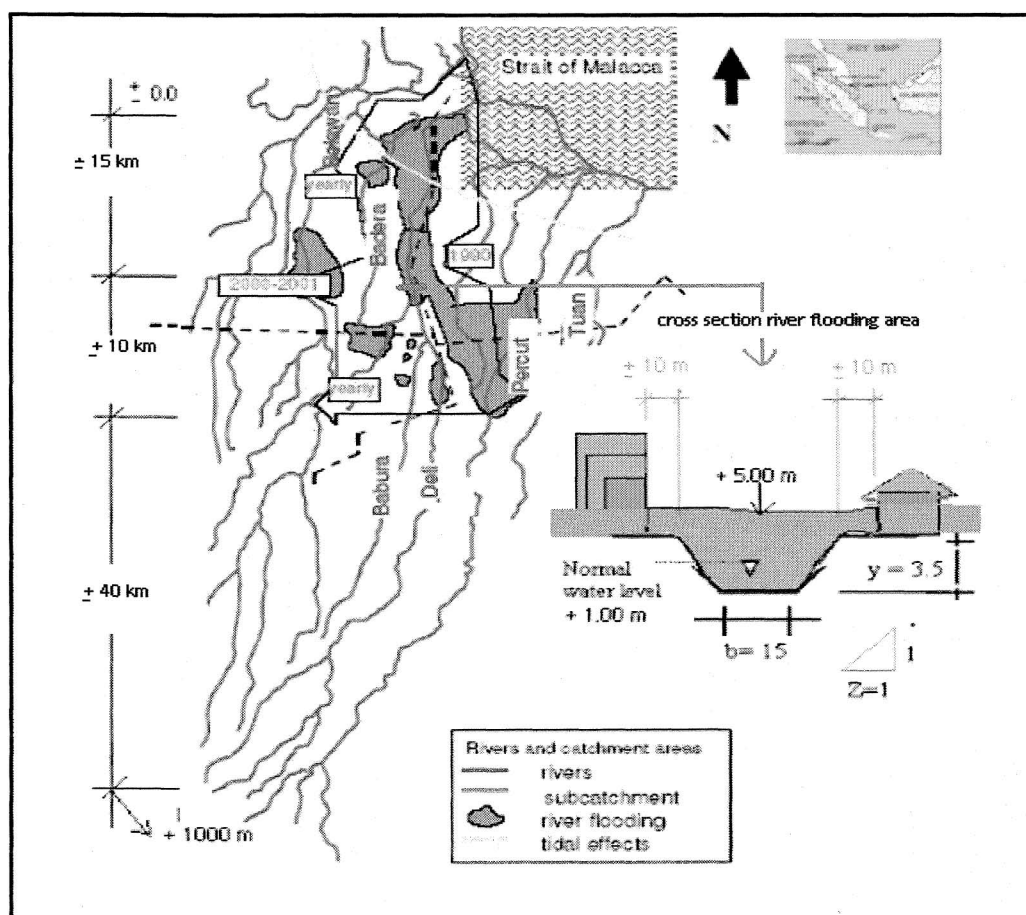 Strait of Malacca
N
± 0.0
± 15 km
yearly
Badera
1990
2000-2001
± 10 km
Tuan
Percut
cross section river flooding area
± 10 m
± 10 m
yearly
Babura
Deli
+ 5.00 m
Normal
water level
+ 1.00 m
y = 3.5
b= 15
1
Z=1
± 40 km
+ 1000 m
Rivers and catchment areas
rivers
subcatchment
river flooding
tidal effects